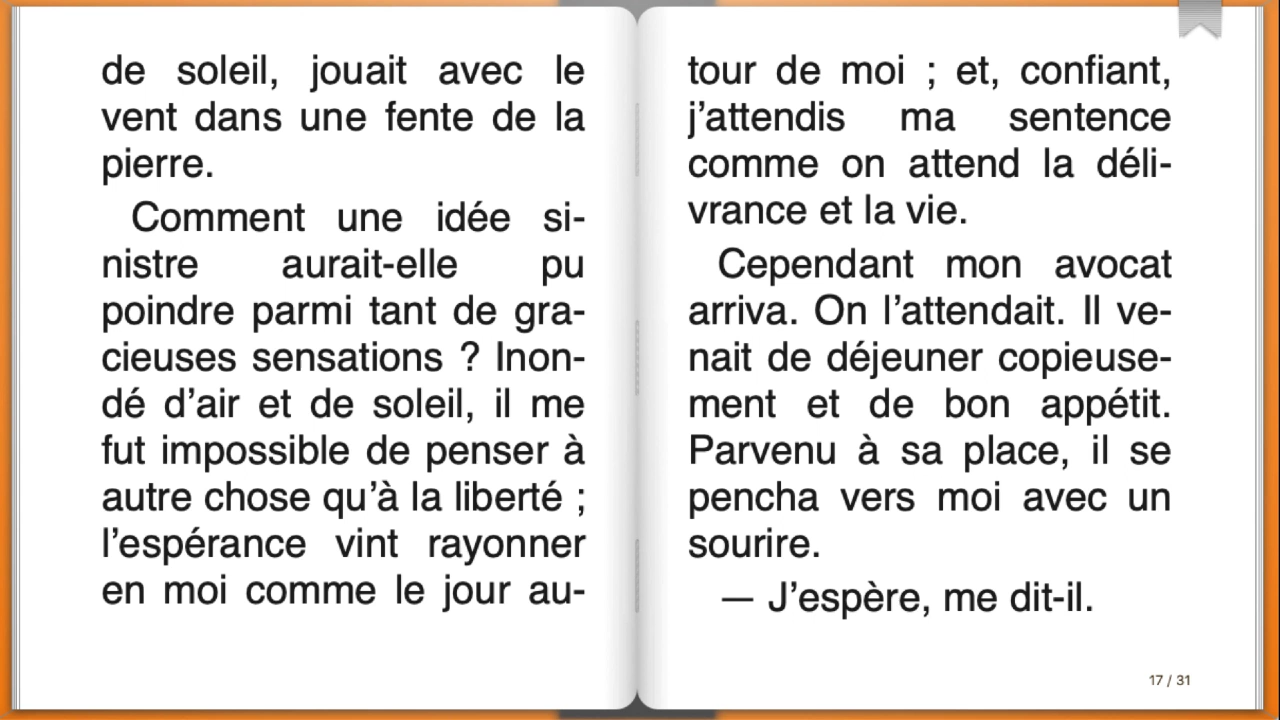 de soleil, jouait avec le
vent dans une fente de la
pierre.
Comment une idée si-
nistre aurait-elle pu
poindre parmi tant de gra-
cieuses sensations ? Inon-
dé d’air et de soleil, il me
fut impossible de penser à
autre chose qu’à la liberté ;
l’espérance vint rayonner
en moi comme le jour au-
tour de moi ; et, confiant,
j’attendis ma sentence
comme on attend la déli-
vrance et la vie.
Cependant mon avocat
arriva. On l’attendait. Il ve-
nait de déjeuner copieuse-
ment et de bon appétit.
Parvenu à sa place, il se
pencha vers moi avec un
sourire.
— J’espère, me dit-il.
17 / 31